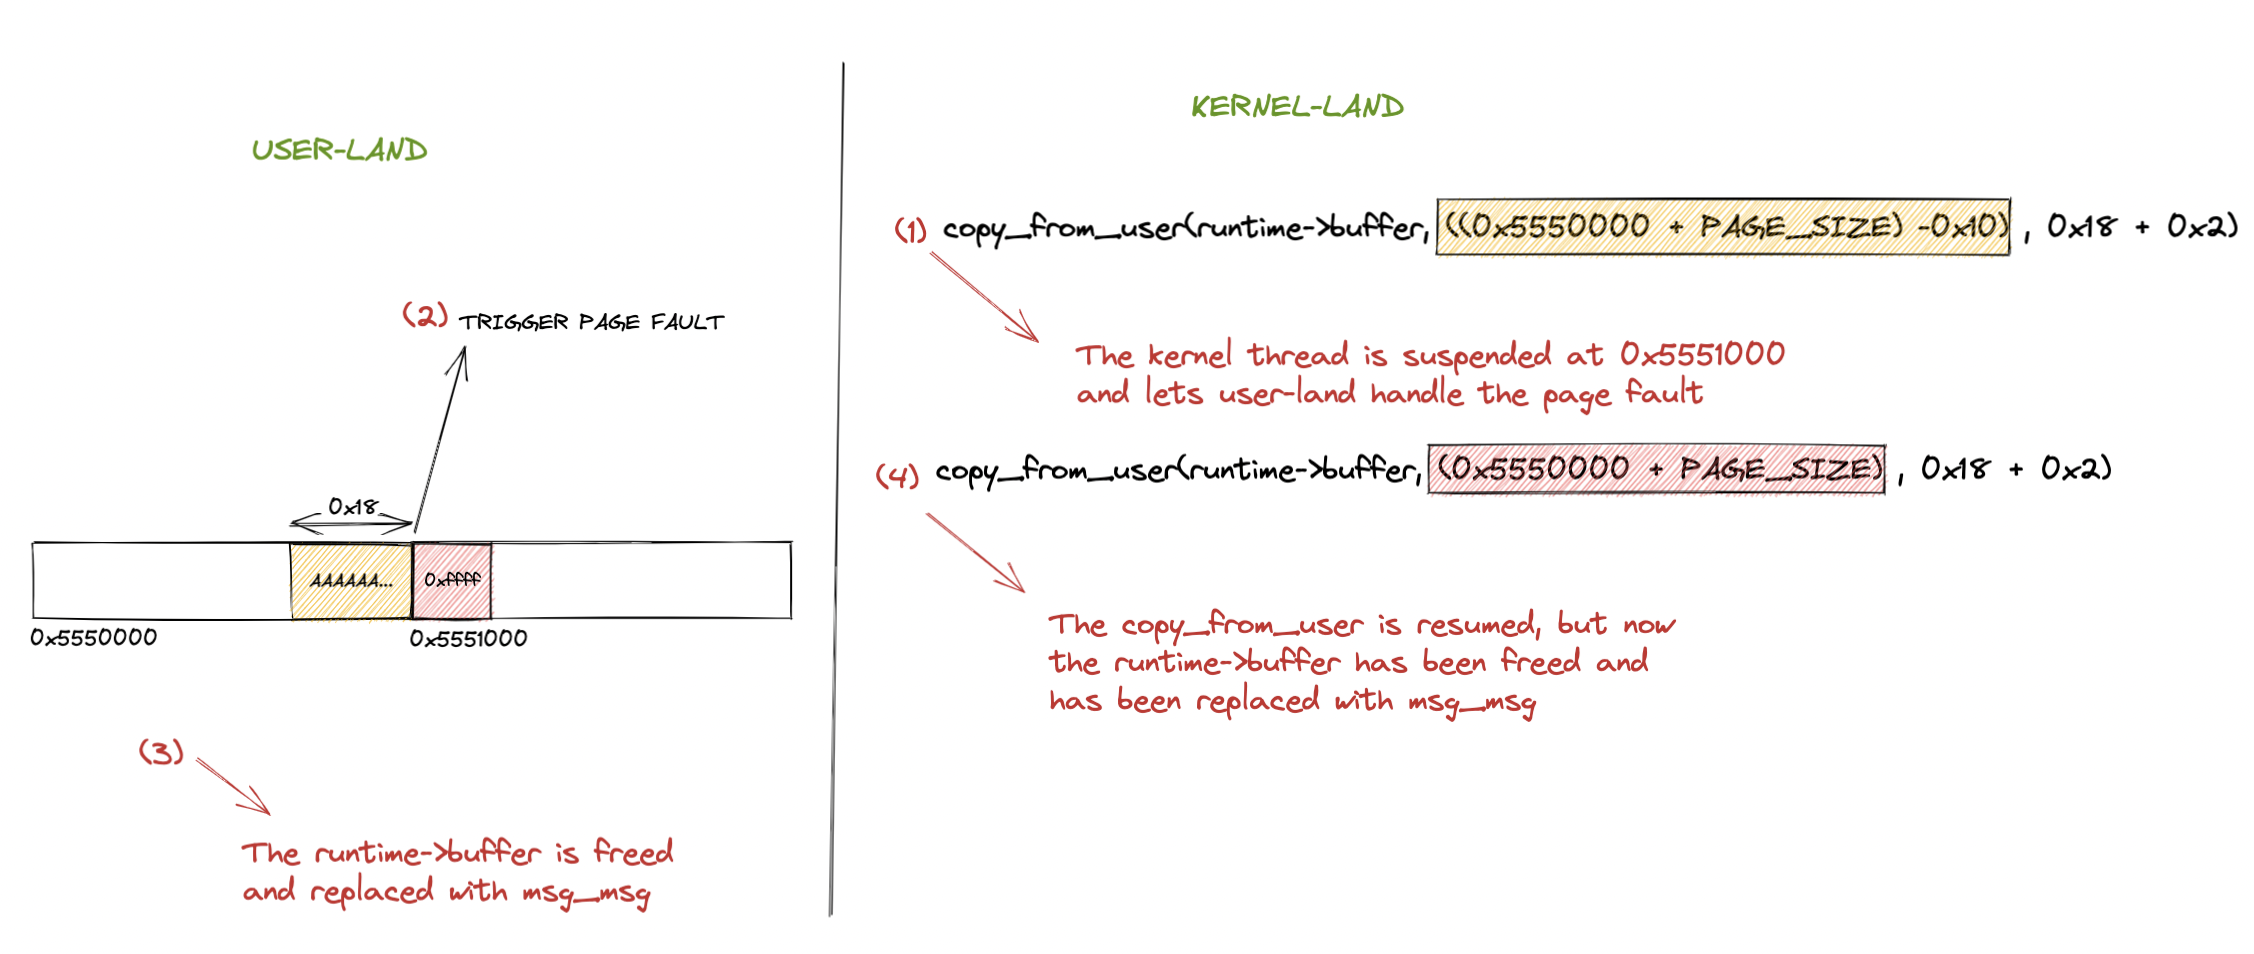 USER-LAND
(2) TRIGGER PAGE FAULT
0x18
AAAAAA... 0xffff
0x5550000 0x5551000
(3)
The runtime->buffer is freed
and replaced with msg_msg
KERNEL-LAND
(1) copy_from_user(runtime->buffer, ((0x5550000 + PAGE_SIZE) -0x10) , 0x18 + 0x2)
The kernel thread is suspended at 0x5551000
and lets user-land handle the page fault
(4) copy_from_user(runtime->buffer, (0x5550000 + PAGE_SIZE) , 0x18 + 0x2)
The copy_from_user is resumed, but now
the runtime->buffer has been freed and
has been replaced with msg_msg